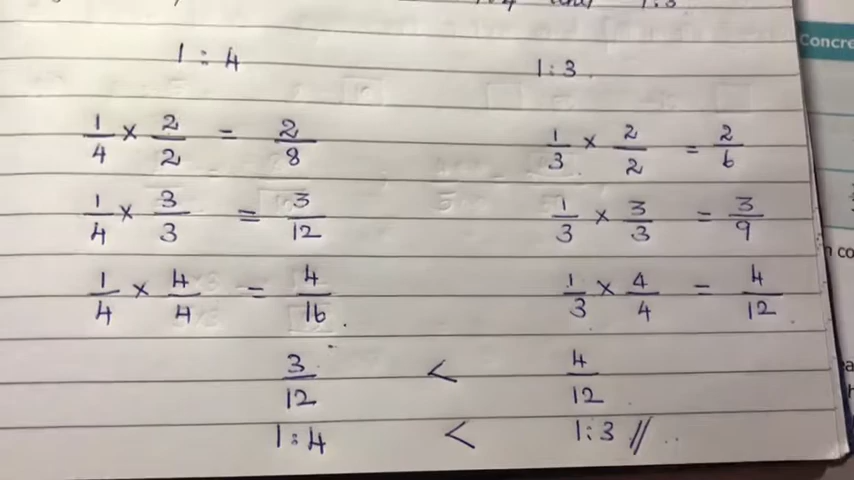 1:4 1:3
1/4 × 2/2 = 2/8 1/3 × 2/2 = 2/6
1/4 × 3/3 = 3/12 1/3 × 3/3 = 3/9
1/4 × 4/4 = 4/16 1/3 × 4/4 = 4/12
3/12 < 4/12
1:4 < 1:3 //
Concre